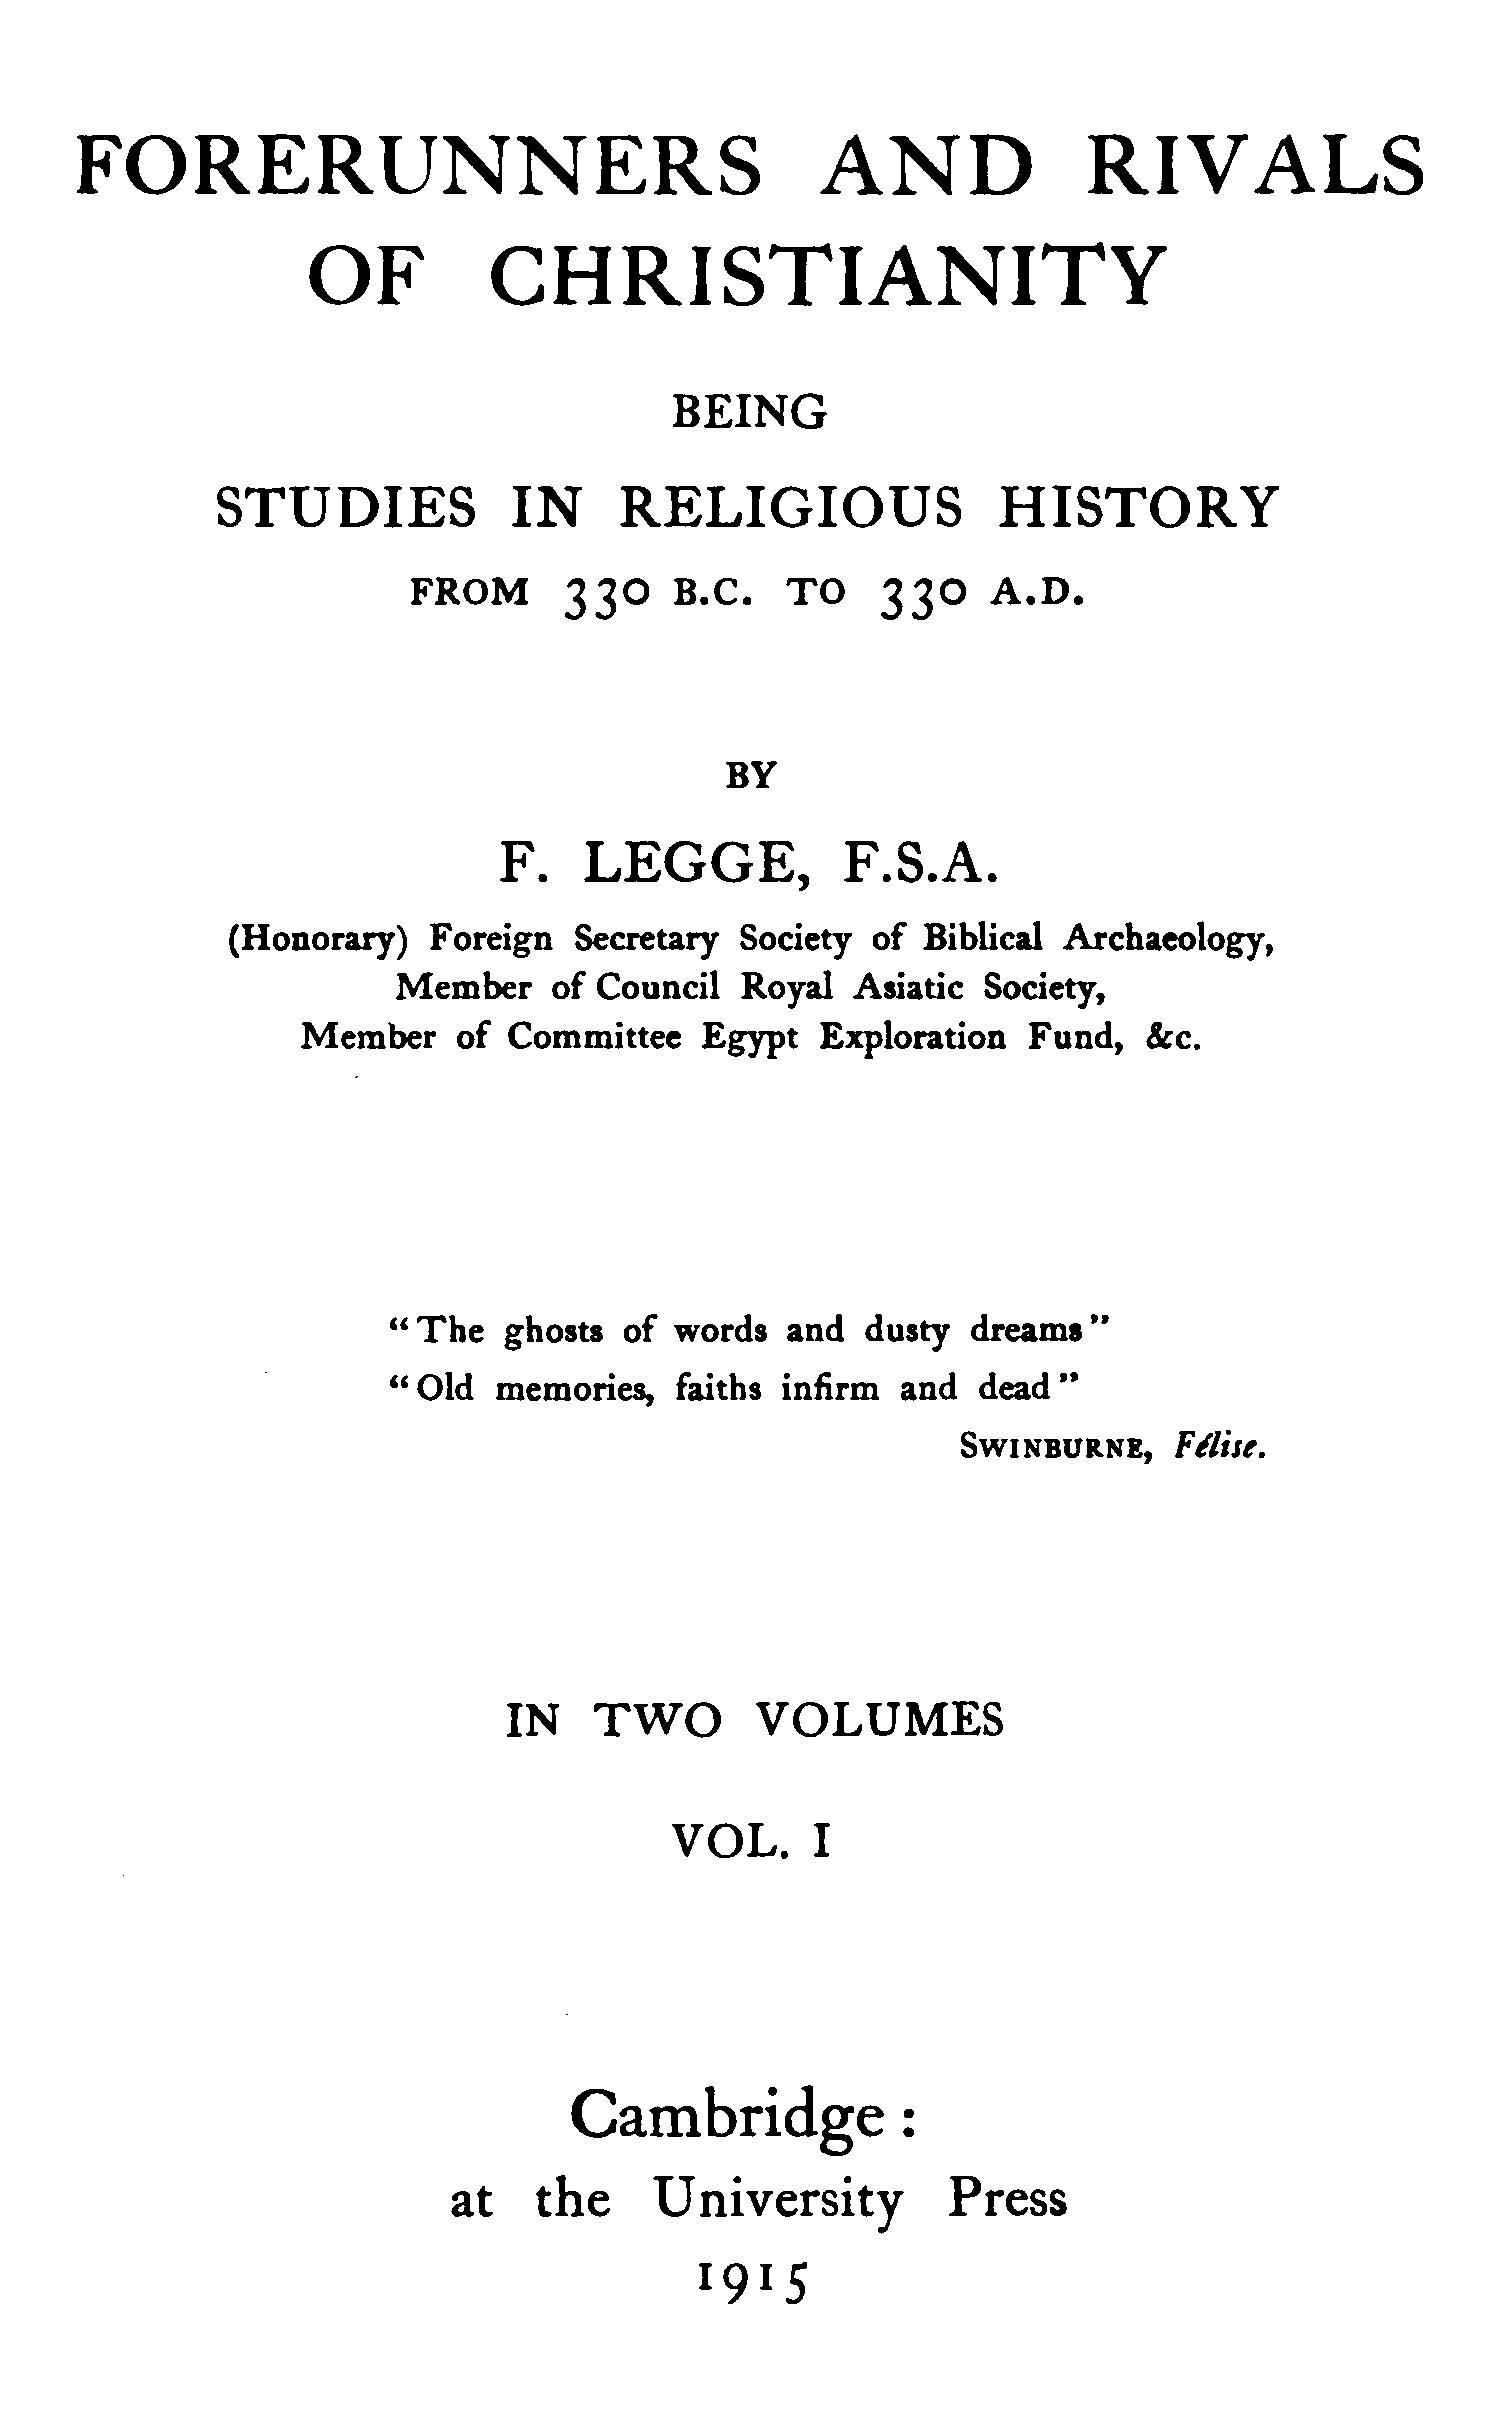 FORERUNNERS AND RIVALS
OF CHRISTIANITY
BEING
STUDIES IN RELIGIOUS HISTORY
FROM 330 B.C. TO 330 A.D.
BY
F. LEGGE, F.S.A.
(Honorary) Foreign Secretary Society of Biblical Archaeology,
Member of Council Royal Asiatic Society,
Member of Committee Egypt Exploration Fund, &c.
“The ghosts of words and dusty dreams”
“Old memories, faiths infirm and dead”
SWINBURNE, Félise.
IN TWO VOLUMES
VOL. I
Cambridge:
at the University Press
1915